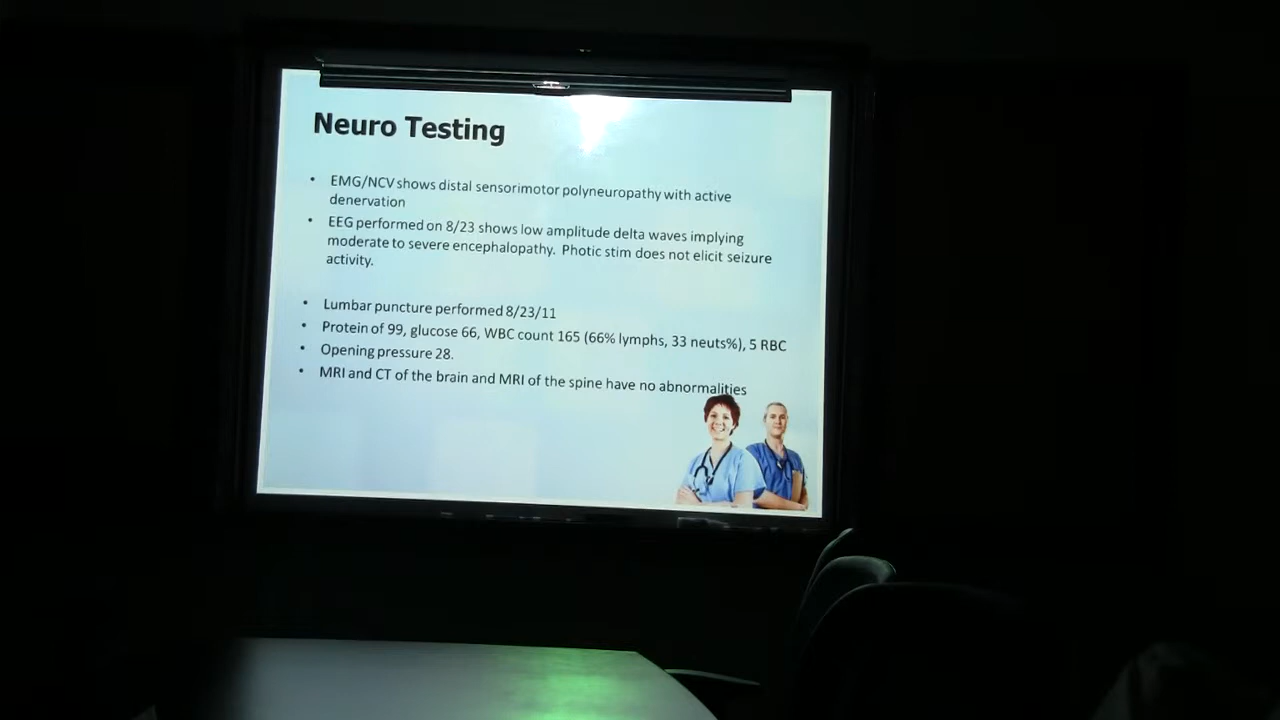 Neuro Testing
• EMG/NCV shows distal sensorimotor polyneuropathy with active
denervation
• EEG performed on 8/23 shows low amplitude delta waves implying
moderate to severe encephalopathy. Photic stim does not elicit seizure
activity.
• Lumbar puncture performed 8/23/11
• Protein of 99, glucose 66, WBC count 165 (66% lymphs, 33 neuts%), 5 RBC
• Opening pressure 28.
• MRI and CT of the brain and MRI of the spine have no abnormalities